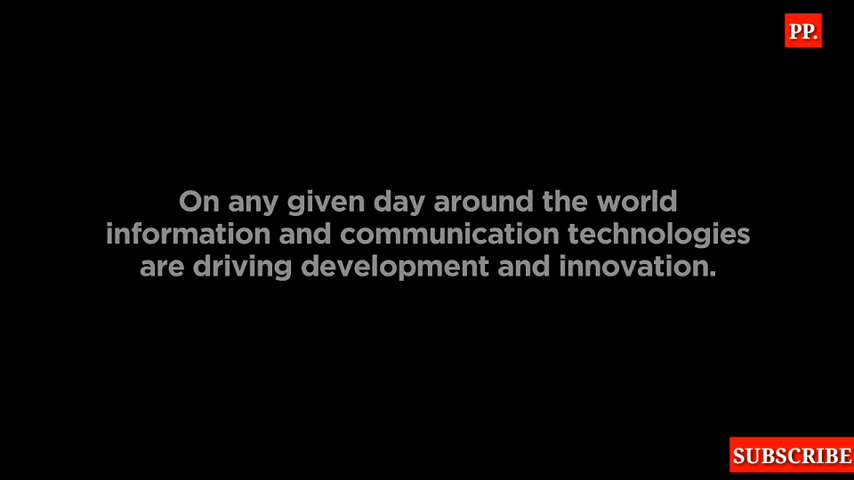 PP.
On any given day around the world
information and communication technologies
are driving development and innovation.
SUBSCRIBE